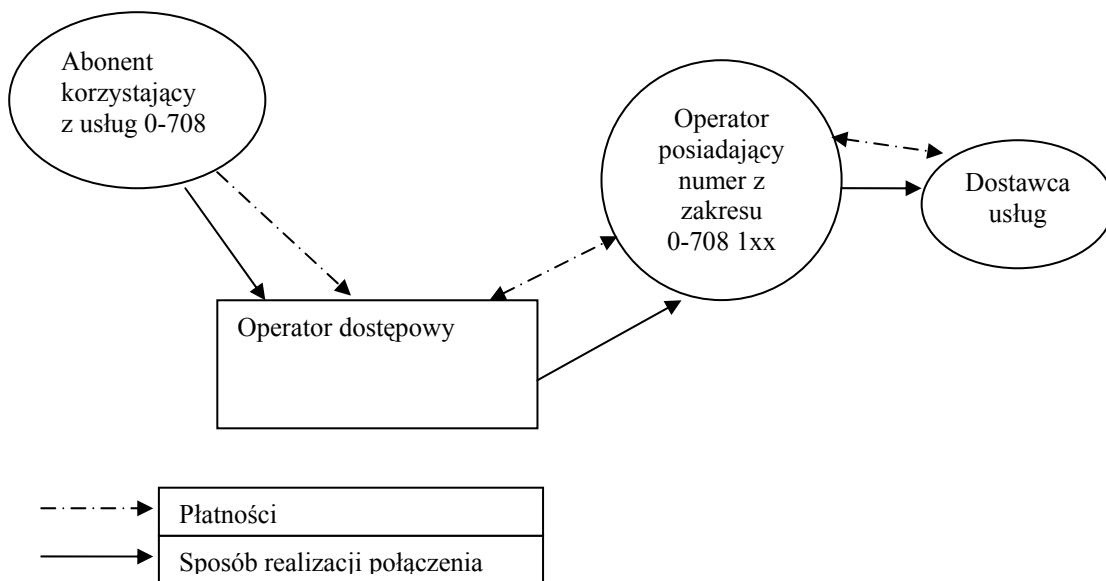 Abonent
korzystający
z usług 0-708
Operator
posiadający
numer z
zakresu
0-708 1xx
Dostawca
usług
Operator dostępowy
Płatności
Sposób realizacji połączenia